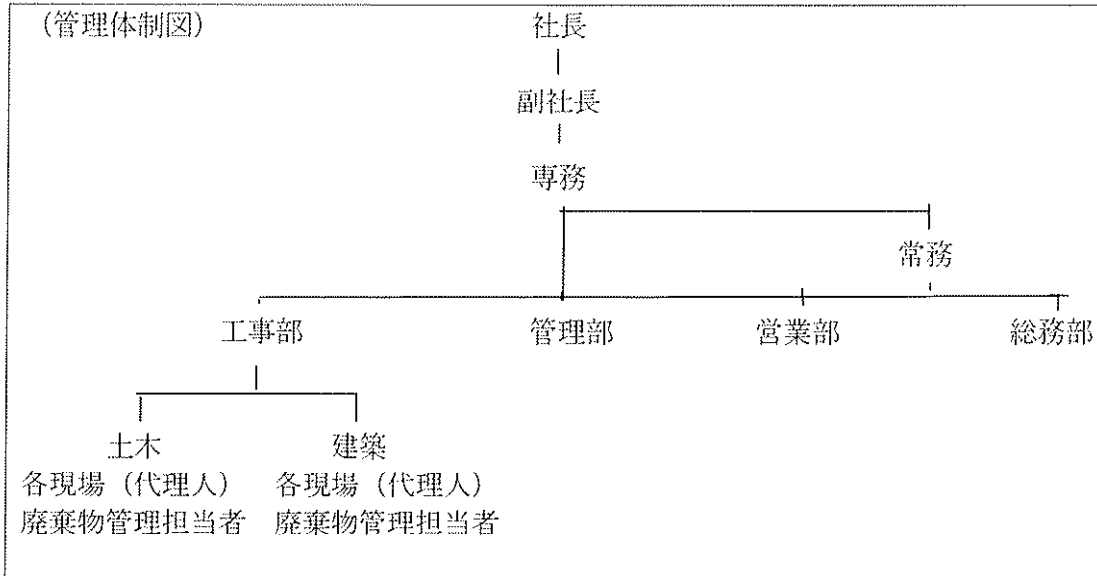 (管理体制図)
社長
副社長
専務
常務
工事部 管理部 営業部 総務部
土木 建築
各現場(代理人) 各現場(代理人)
廃棄物管理担当者 廃棄物管理担当者